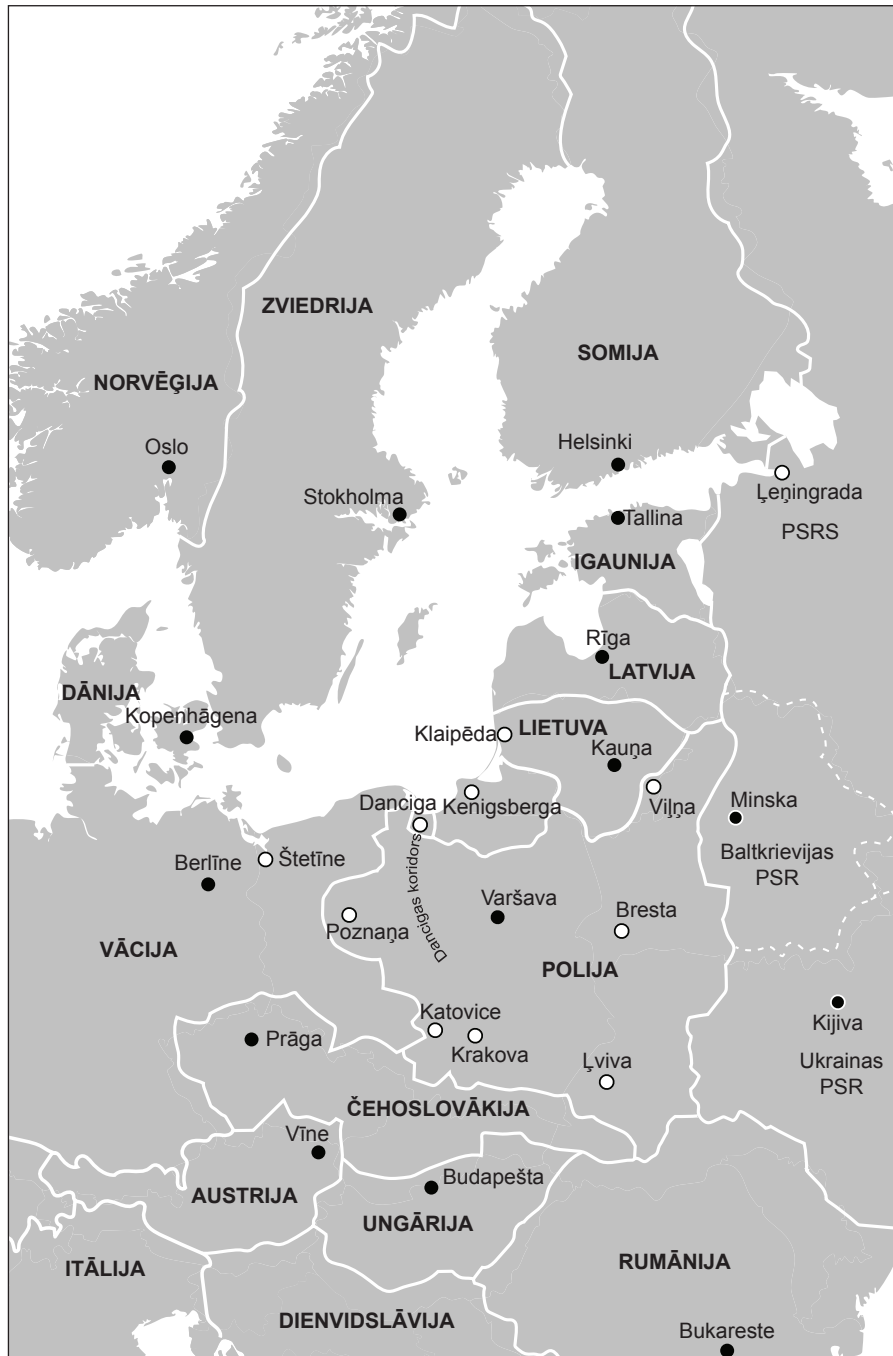 ZVIEDRIJA
SOMIJA
NORVĒĢIJA
Oslo
Helsinki
Stokholma
Ļeņingrada
Tallina
PSRS
IGAUNIJA
Rīga
LATVIJA
DĀNIJA
Kopenhāgena
Klaipēda
LIETUVA
Kauņa
Danciga
Kenigsberga
Viļņa
Minska
Dancigas koridors
Baltkrievijas
PSR
Berlīne
Štetīne
Varšava
Poznaņa
Bresta
VĀCIJA
POLIJA
Katovice
Kijiva
Prāga
Krakova
Ļviva
Ukrainas
PSR
ČEHOSLOVĀKIJA
Vīne
Budapešta
AUSTRIJA
UNGĀRIJA
ITĀLIJA
RUMĀNIJA
DIENVIDSLĀVIJA
Bukareste